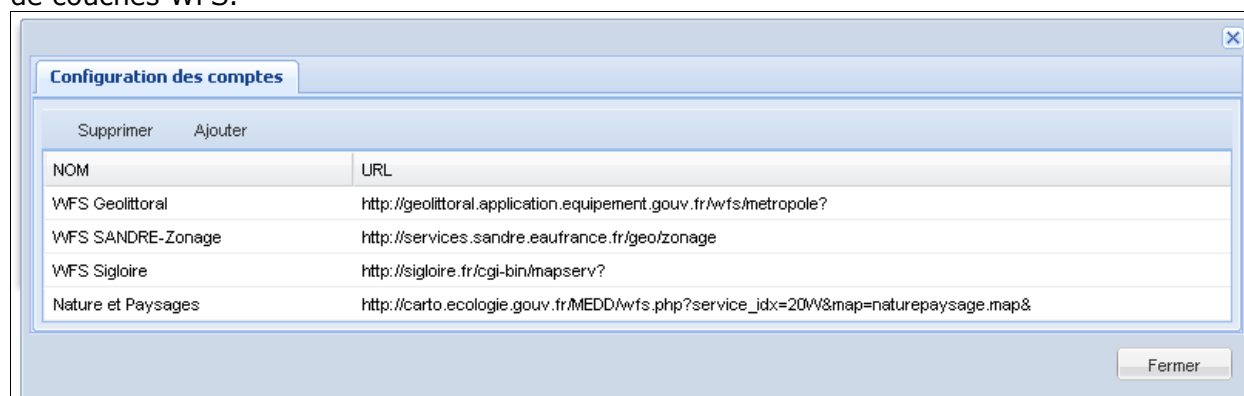 de couches WFS.
Configuration des comptes
Supprimer Ajouter
NOM URL
WFS Geolittoral http://geolittoral.application.equipement.gouv.fr/wfs/metropole?
WFS SANDRE-Zonage http://services.sandre.eaufrance.fr/geo/zonage
WFS Sigloire http://sigloire.fr/cgi-bin/mapserv?
Nature et Paysages http://carto.ecologie.gouv.fr/MEDD/wfs.php?service_idx=20W&map=naturepaysage.map&
Fermer